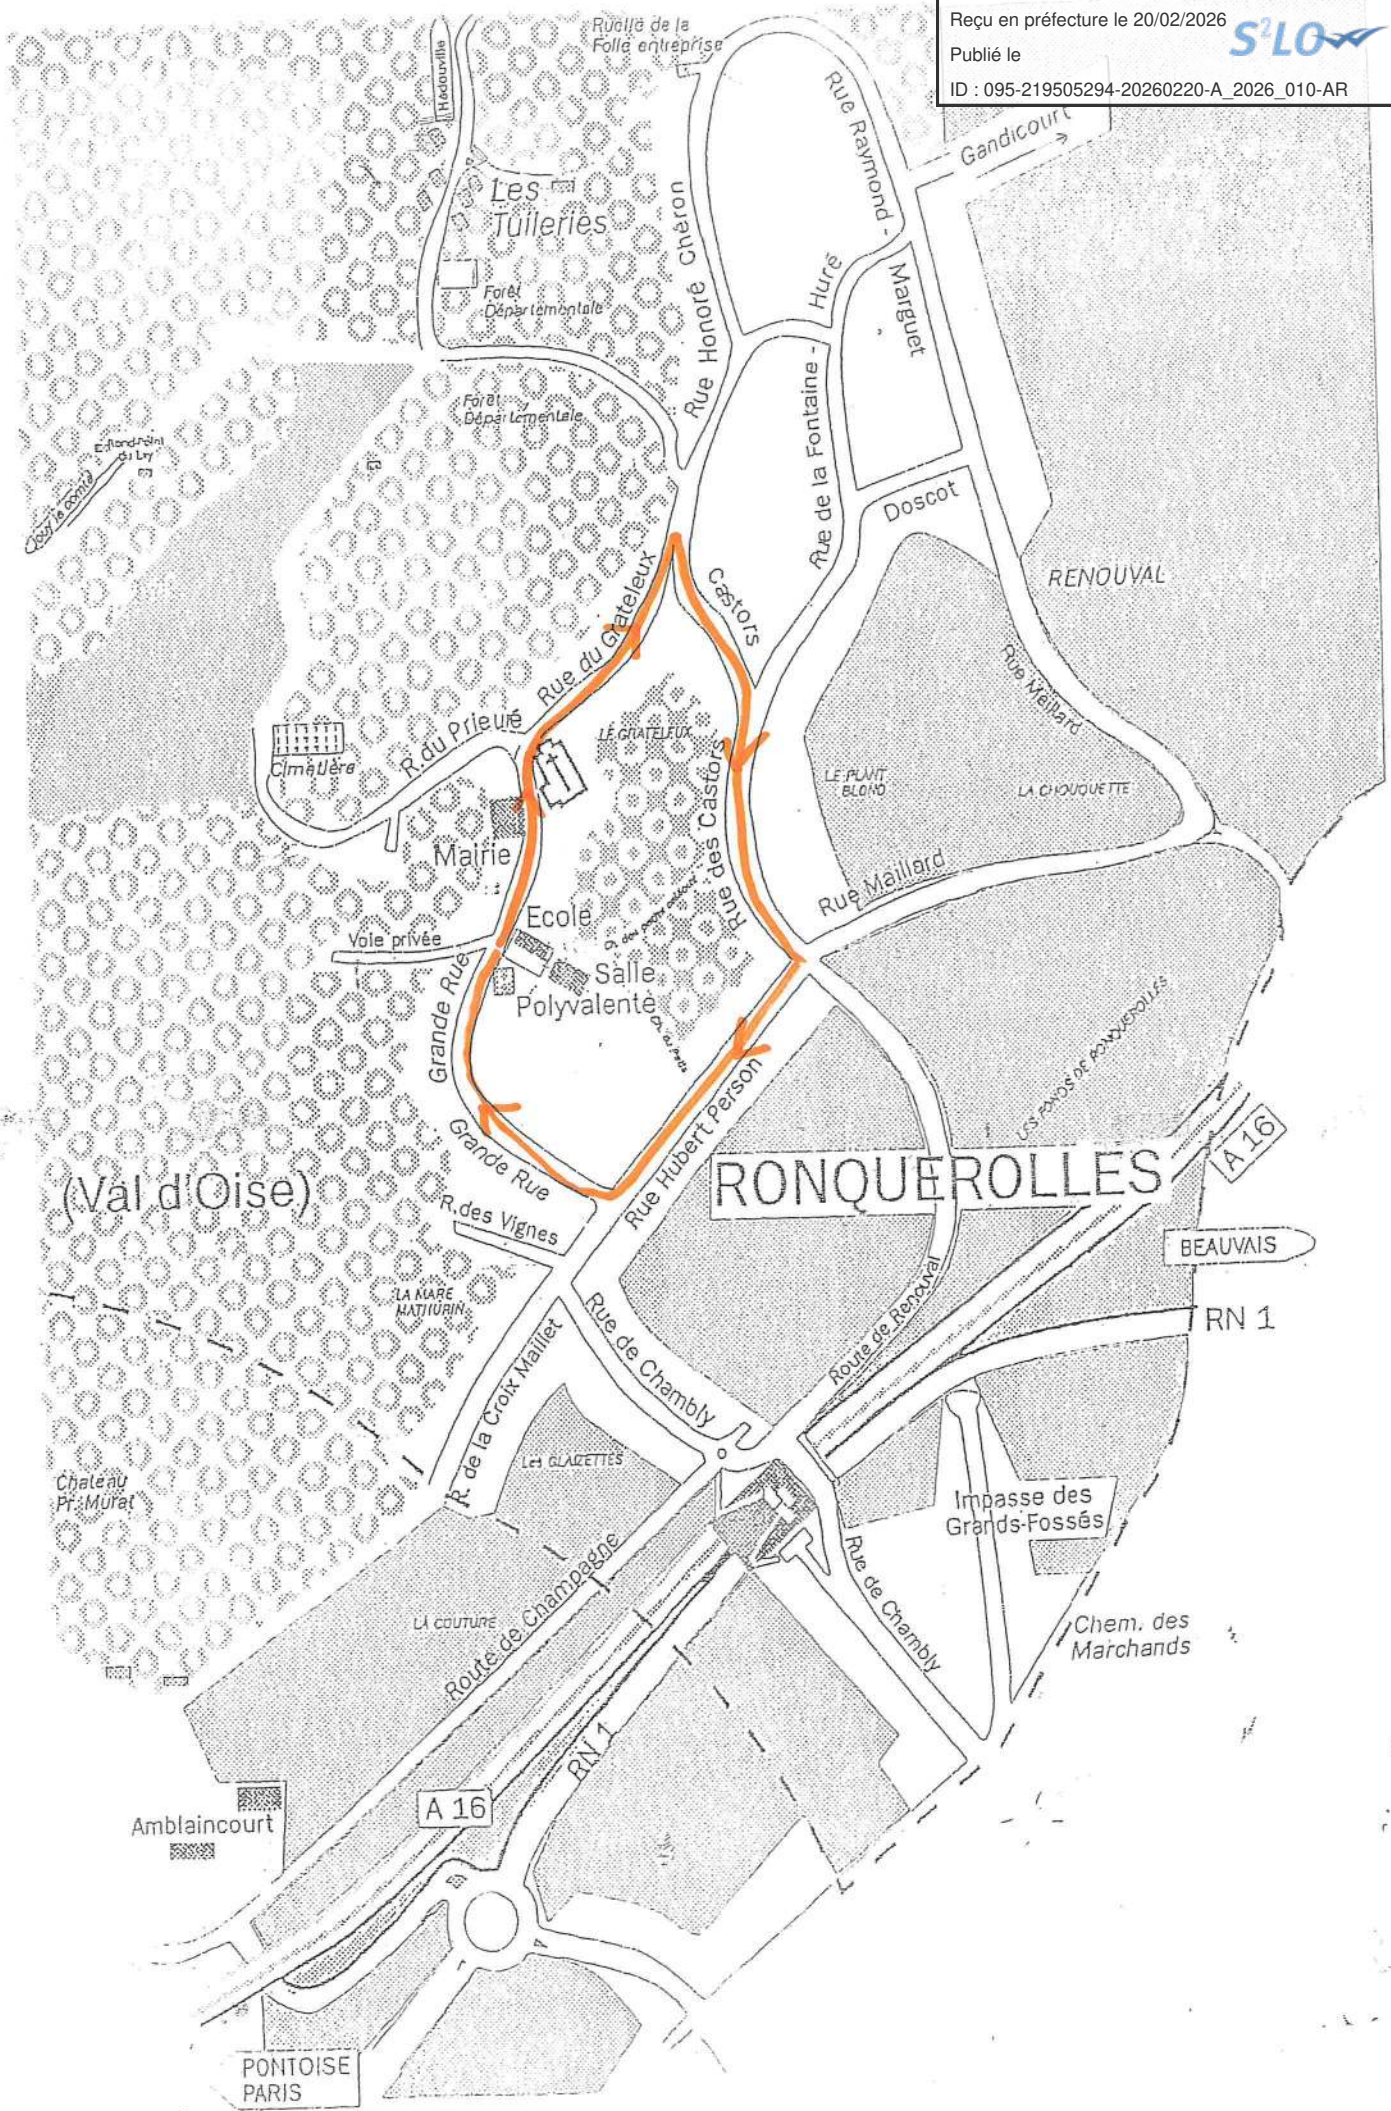 Reçu en préfecture le 20/02/2026
Publié le
S²LO
ID : 095-219505294-20260220-A_2026_010-AR
Ruelle de la
Folle entreprise
Hédouville
Rue Raymond -
Marguet
Gandicourt
Les
Tuileries
Rue Honoré Chéron
Forêt
Départementale
Huré
Rue de la Fontaine -
Forêt
Départementale
Doscot
RENOUVAL
Castors
Rue du Grateleux
Rue Meillard
R. du Prieuré
Cimetière
LE GRATELEUX
LE PLANT
BLOND
LA CHOUQUETTE
Mairie
Rue des Castors
Rue Maillard
Ecole
Voie privée
Salle
Polyvalente
Grande Rue
LES FONDS DE RONQUEROLLES
Rue Hubert Person
Grande Rue
A 16
(Val d'Oise)
RONQUEROLLES
R. des Vignes
BEAUVAIS
LA MARE
MATHURIN
RN 1
Rue de Chambly
Route de Renouval
R. de la Croix Maillet
Les GLAIZETTES
Chateau
Pr. Murat
Impasse des
Grands-Fossés
Route de Champagne
Rue de Chambly
LA COUTURE
Chem. des
Marchands
RN 1
A 16
Amblaincourt
PONTOISE
PARIS